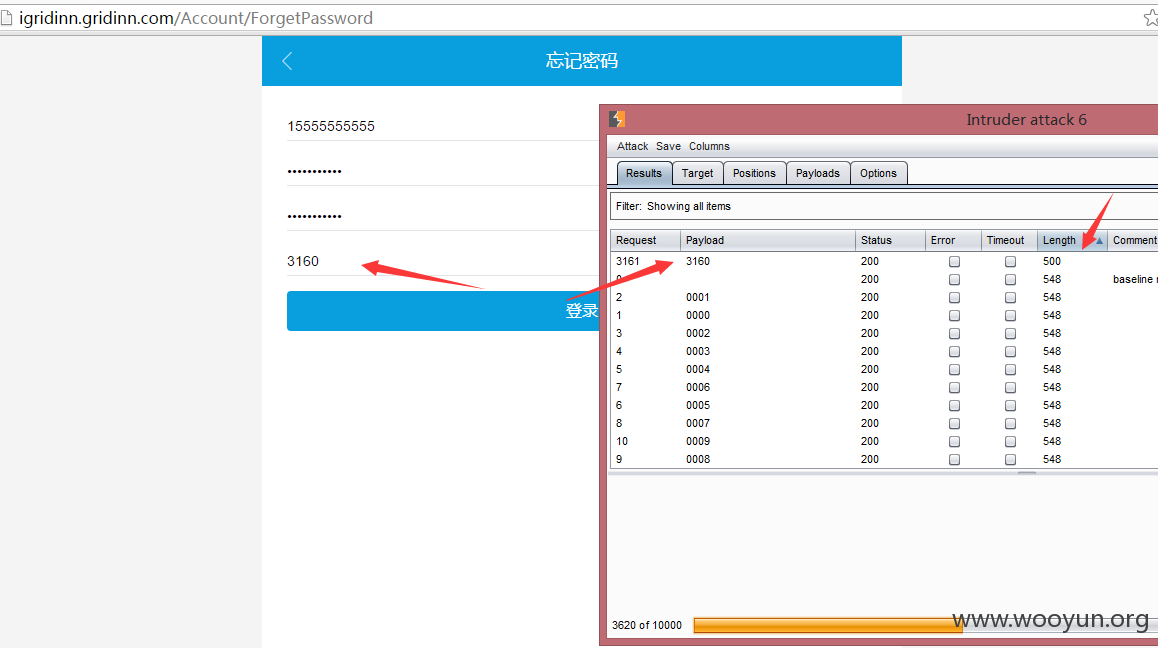 igridinn.gridinn.com/Account/ForgetPassword
忘记密码
15555555555
•••••••••••
•••••••••••
3160
登录
Intruder attack 6
Attack Save Columns
Results Target Positions Payloads Options
Filter: Showing all items
Request Payload Status Error Timeout Length Comment
3161 3160 200 500
0 200 548 baseline
2 0001 200 548
1 0000 200 548
3 0002 200 548
4 0003 200 548
5 0004 200 548
7 0006 200 548
6 0005 200 548
8 0007 200 548
10 0009 200 548
9 0008 200 548
3620 of 10000
www.wooyun.org